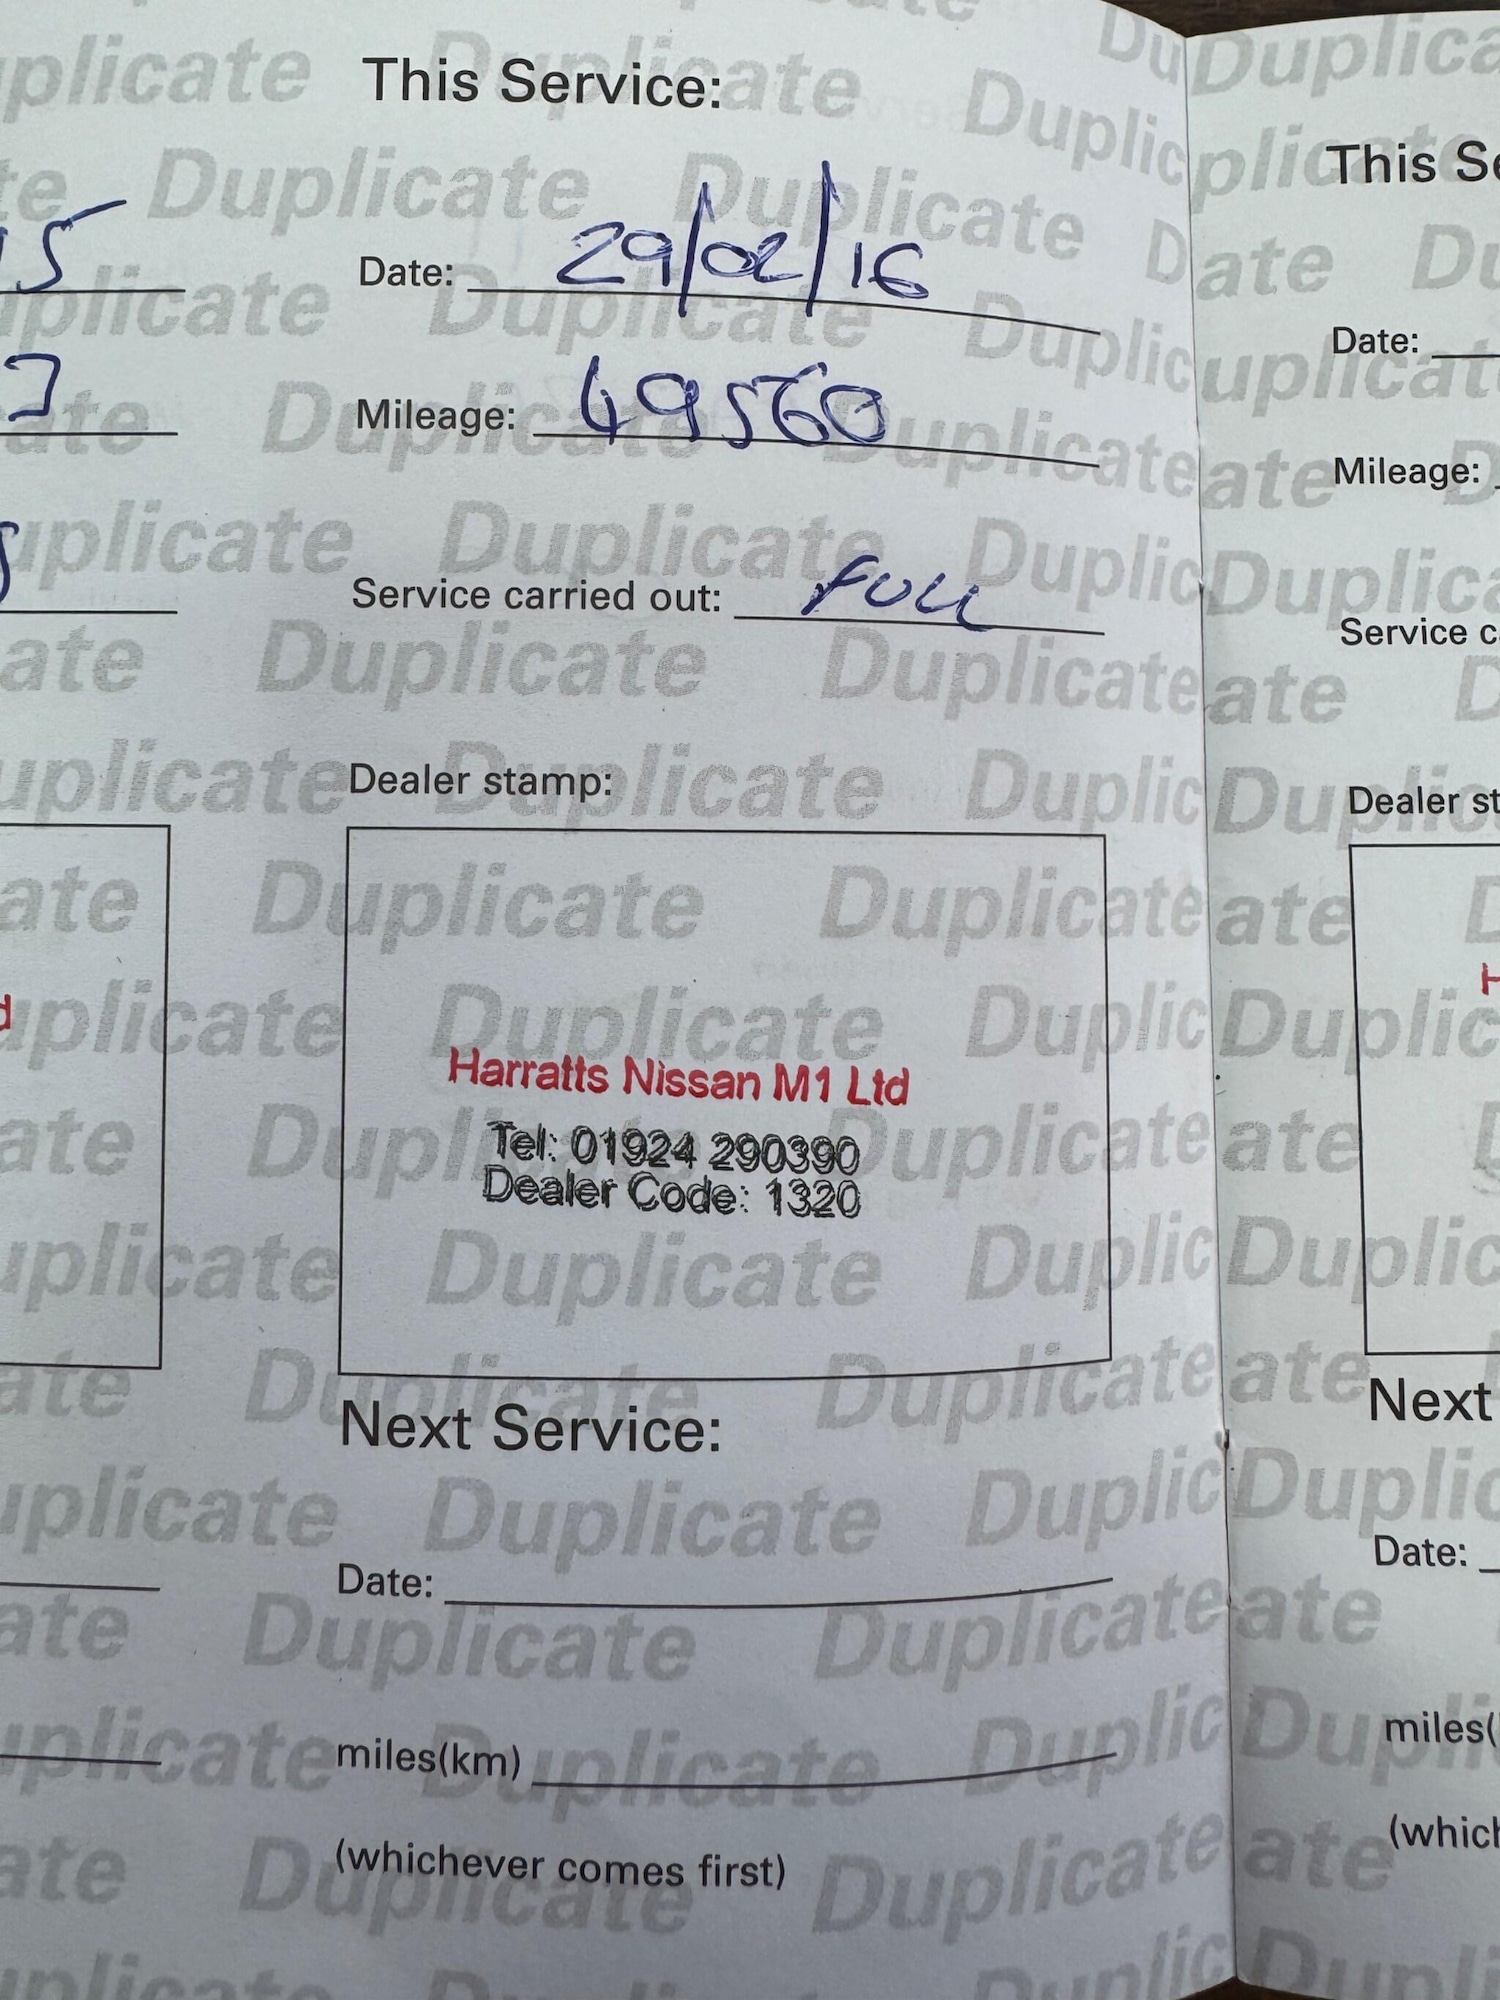 This Service:
Date: 29/02/16
Mileage: 49560
Service carried out: FULL
Dealer stamp:
Harratts Nissan M1 Ltd
Tel: 01924 290390
Dealer Code: 1320
Next Service:
Date:
miles(km)
(whichever comes first)
This Se
Date:
Mileage:
Service c
Dealer st
H
Next
Date:
miles(
(which
Duplicate